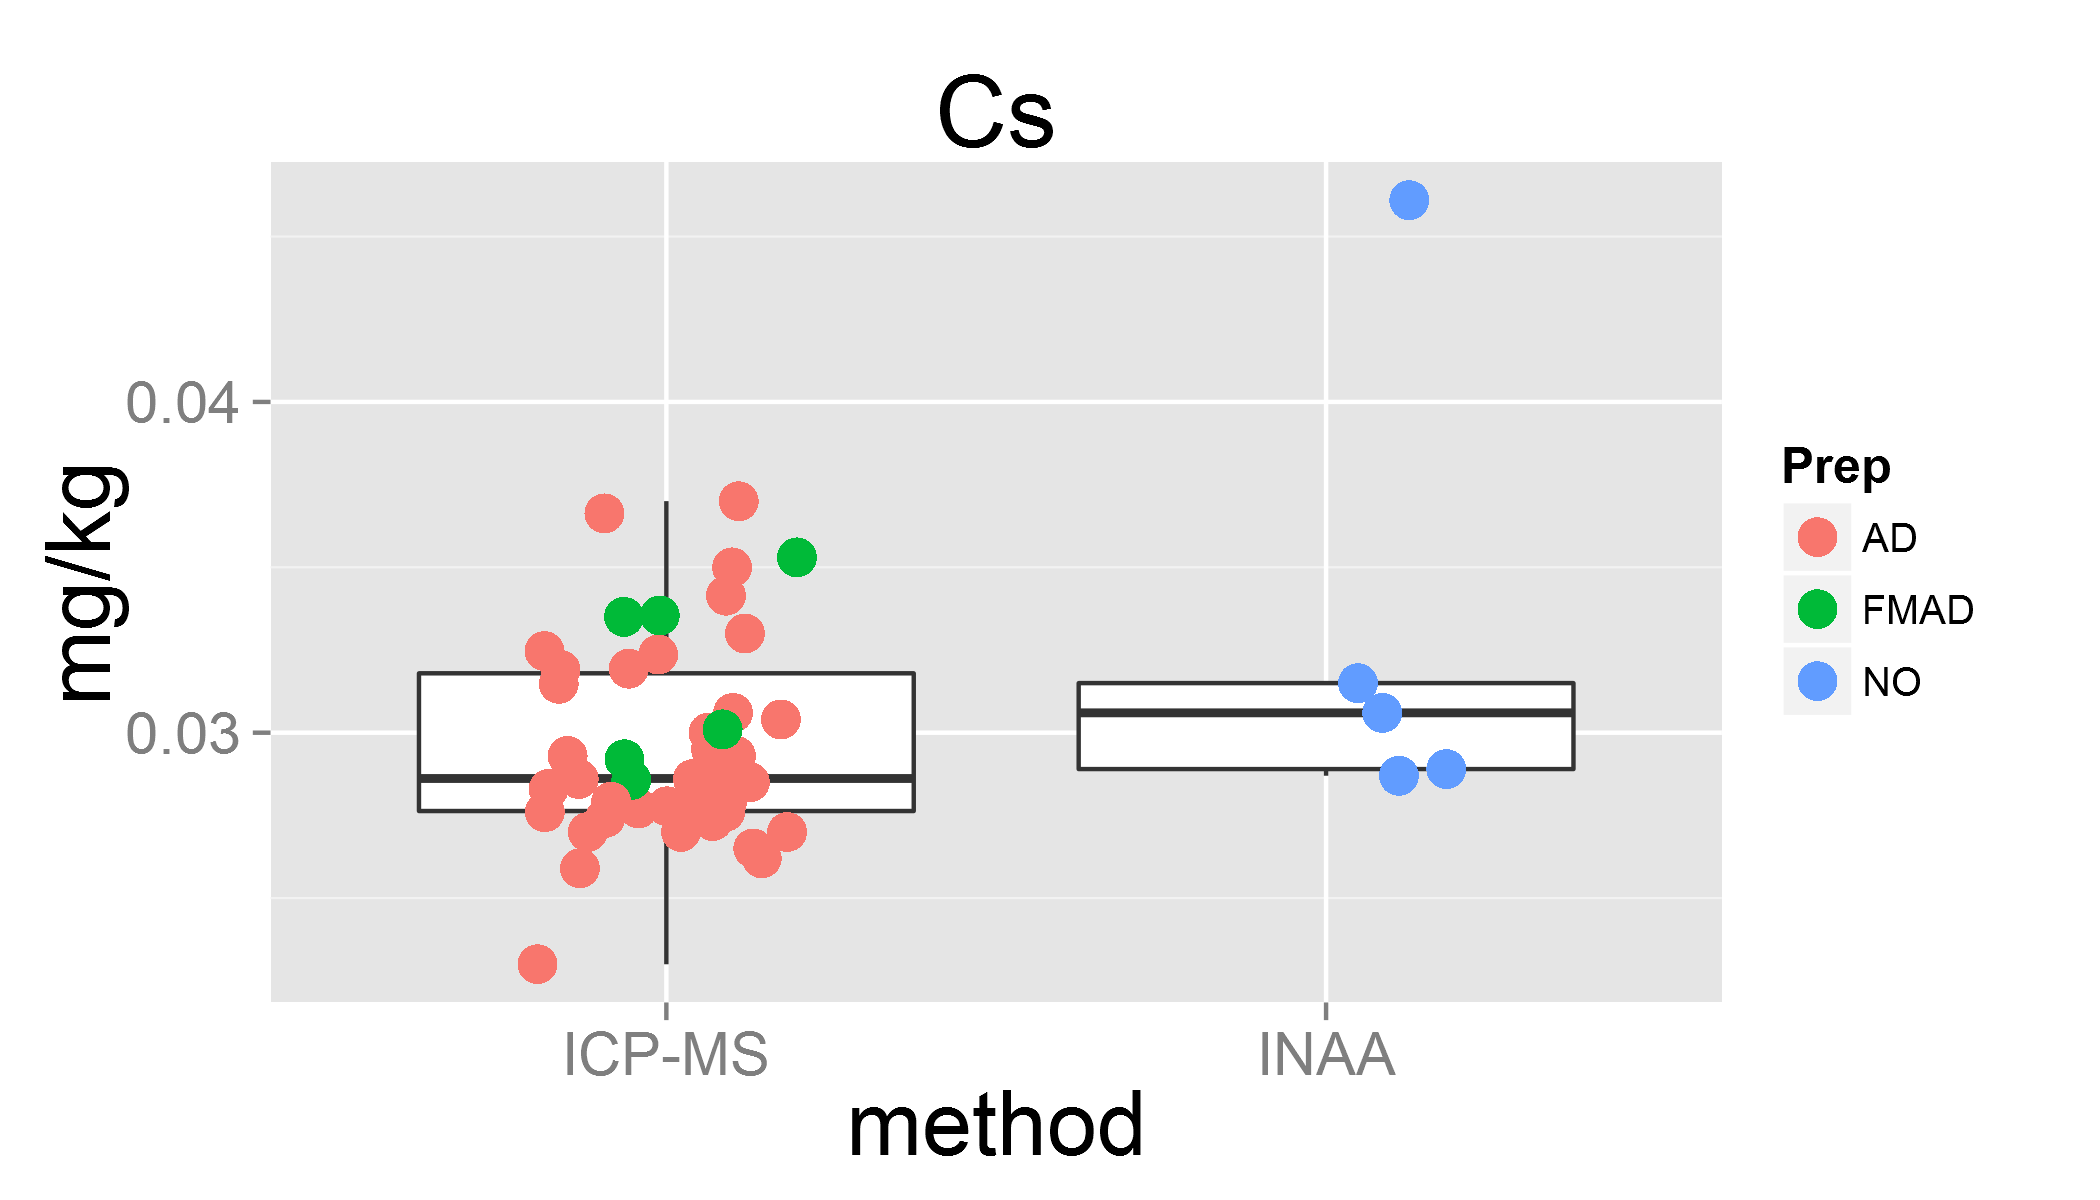 Cs
mg/kg
0.04
0.03
ICP-MS
INAA
method
Prep
AD
FMAD
NO